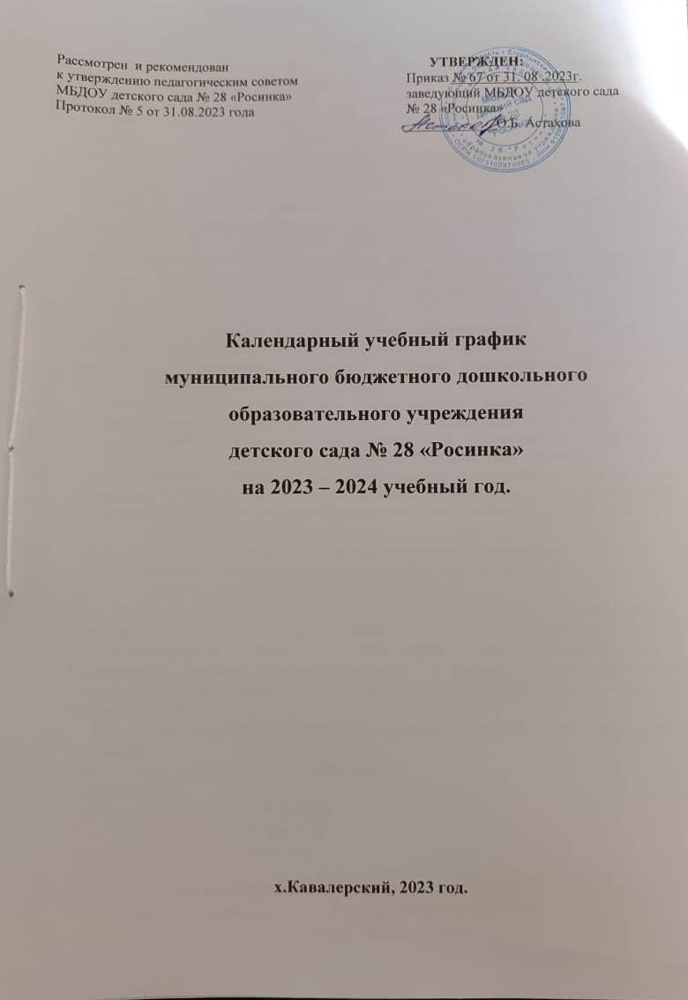 Рассмотрен и рекомендован
к утверждению педагогическим советом
МБДОУ детского сада № 28 «Росинка»
Протокол № 5 от 31.08.2023 года
УТВЕРЖДЕН:
Приказ № 67 от 31. 08 .2023г.
заведующий МБДОУ детского сада
№ 28 «Росинка»
О.Б. Астахова
Календарный учебный график
муниципального бюджетного дошкольного
образовательного учреждения
детского сада № 28 «Росинка»
на 2023 – 2024 учебный год.
х.Кавалерский, 2023 год.